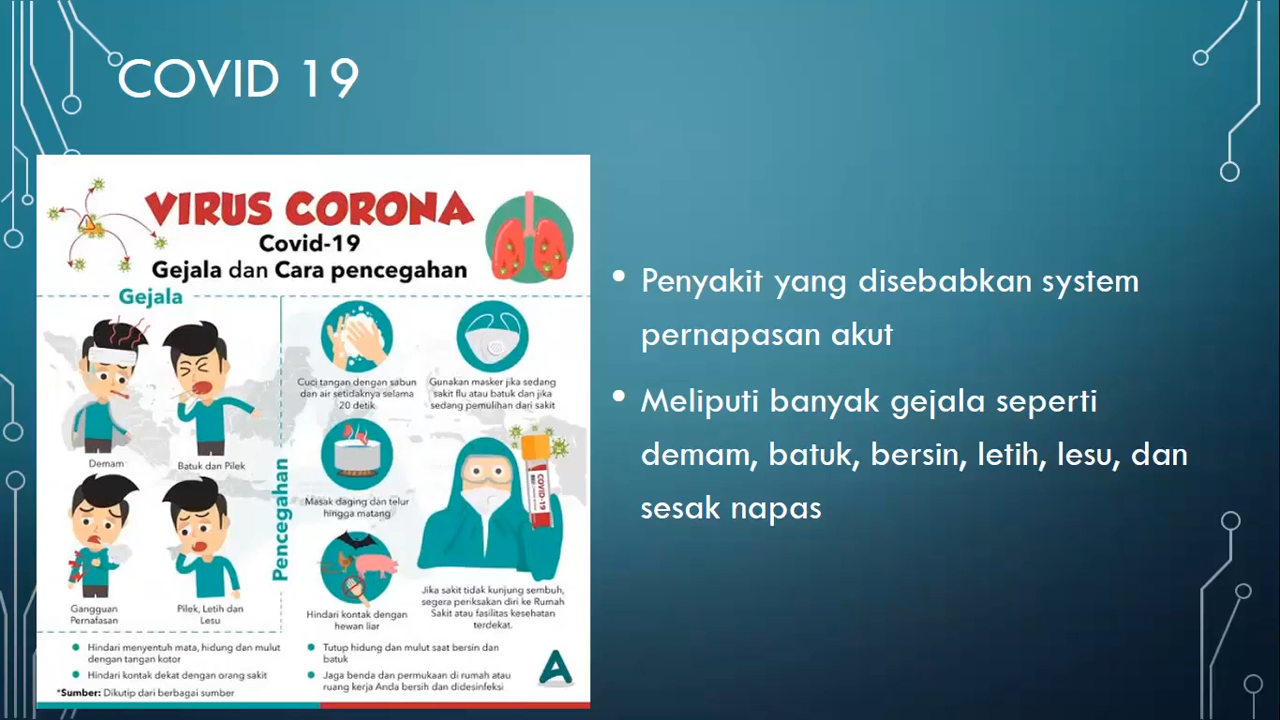 COVID 19
VIRUS CORONA
Covid-19
Gejala dan Cara pencegahan
Gejala
Demam
Batuk dan Pilek
Gangguan
Pernafasan
Pilek, Letih dan
Lesu
Pencegahan
Cuci tangan dengan sabun
dan air setidaknya selama
20 detik
Gunakan masker jika sedang
sakit flu atau batuk dan jika
sedang pemulihan dari sakit
Masak daging dan telur
hingga matang
COVID-19
Hindari kontak dengan
hewan liar
Jika sakit tidak kunjung sembuh,
segera periksakan diri ke Rumah
Sakit atau fasilitas kesehatan
terdekat.
Hindari menyentuh mata, hidung dan mulut
dengan tangan kotor
Hindari kontak dekat dengan orang sakit
Tutup hidung dan mulut saat bersin dan
batuk
Jaga benda dan permukaan di rumah atau
ruang kerja Anda bersih dan didesinfeksi
*Sumber: Dikutip dari berbagai sumber
A
• Penyakit yang disebabkan system
pernapasan akut
• Meliputi banyak gejala seperti
demam, batuk, bersin, letih, lesu, dan
sesak napas